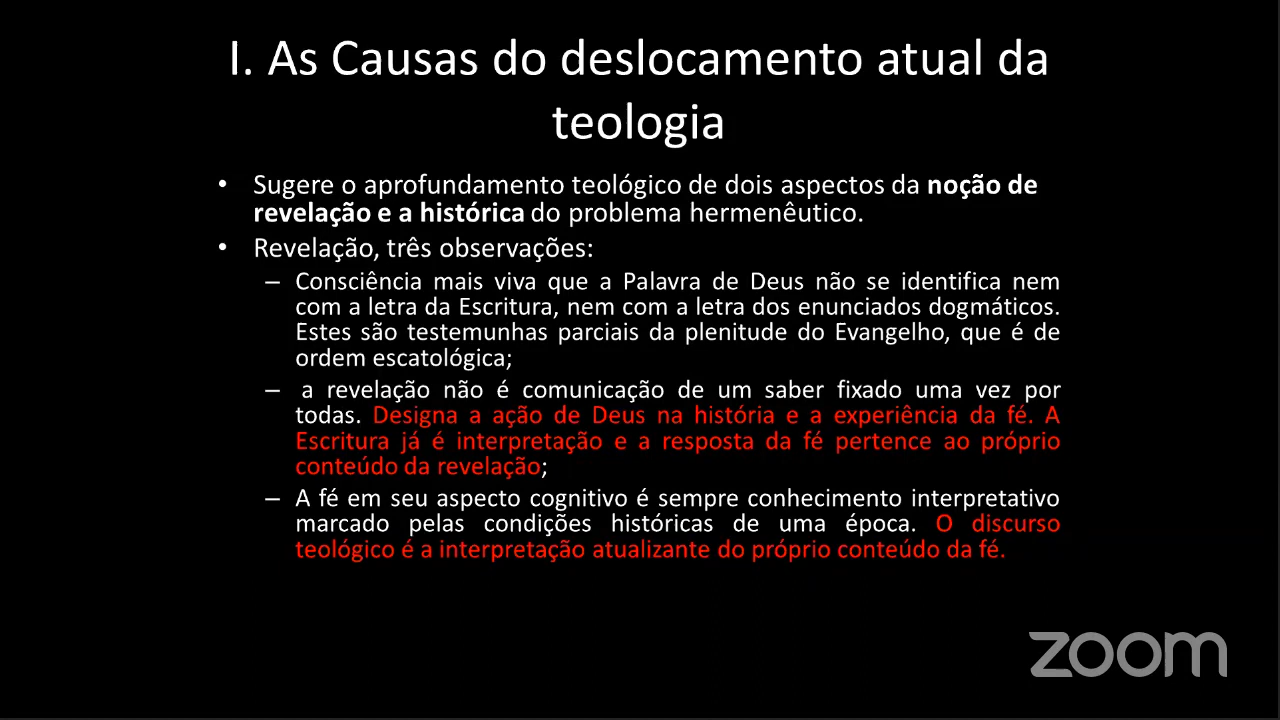 I. As Causas do deslocamento atual da
teologia
• Sugere o aprofundamento teológico de dois aspectos da noção de
revelação e a histórica do problema hermenêutico.
• Revelação, três observações:
– Consciência mais viva que a Palavra de Deus não se identifica nem
com a letra da Escritura, nem com a letra dos enunciados dogmáticos.
Estes são testemunhas parciais da plenitude do Evangelho, que é de
ordem escatológica;
– a revelação não é comunicação de um saber fixado uma vez por
todas. Designa a ação de Deus na história e a experiência da fé. A
Escritura já é interpretação e a resposta da fé pertence ao próprio
conteúdo da revelação;
– A fé em seu aspecto cognitivo é sempre conhecimento interpretativo
marcado pelas condições históricas de uma época. O discurso
teológico é a interpretação atualizante do próprio conteúdo da fé.
zoom